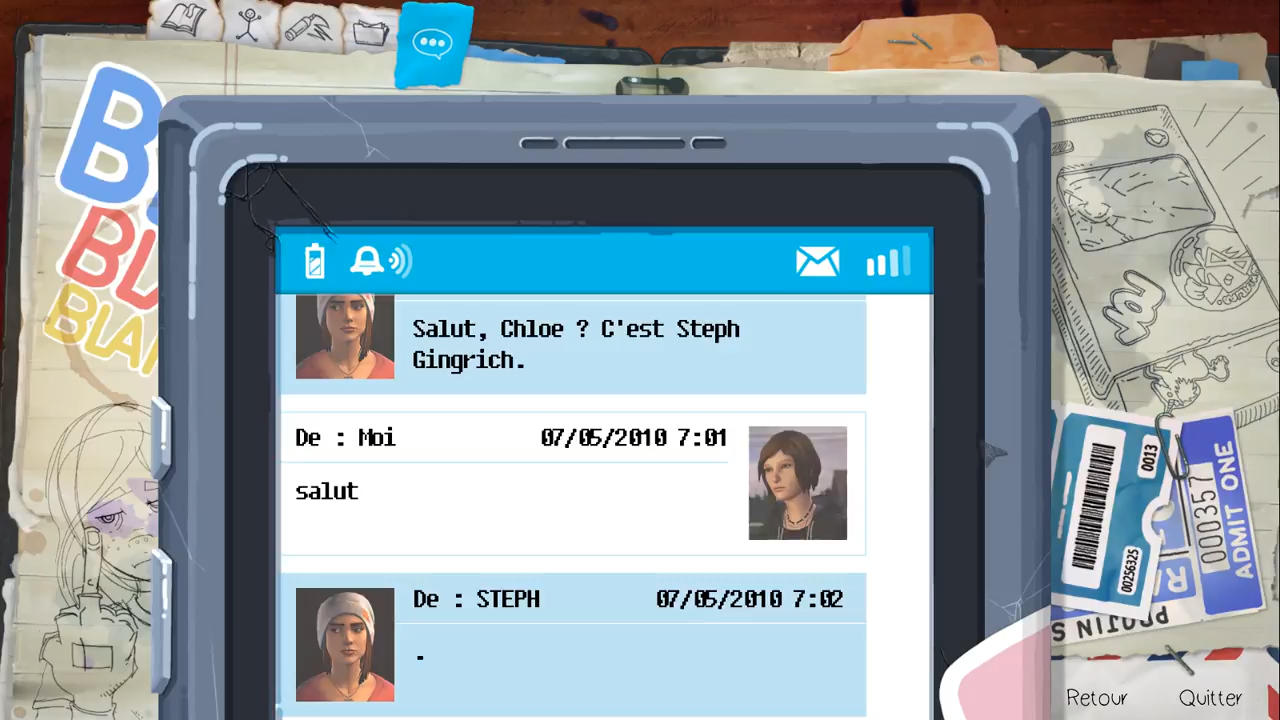 Salut, Chloe ? C'est Steph
Gingrich.
De : Moi
07/05/2010 7:01
salut
De : STEPH
07/05/2010 7:02
.
0013
00256325
000357
ADMIT ONE
Retour
Quitter